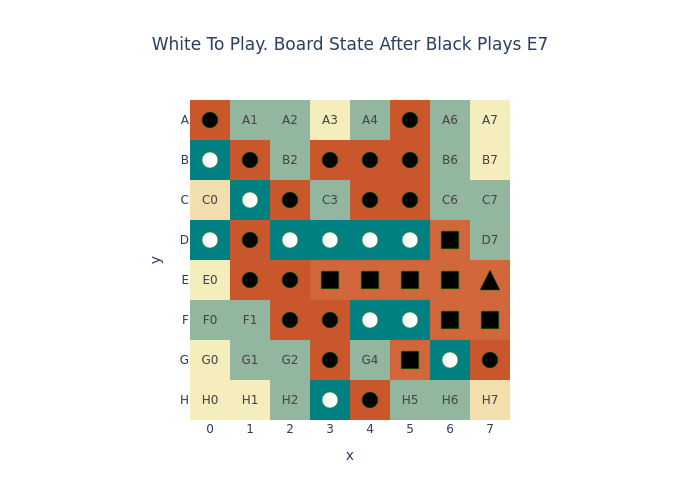 White To Play. Board State After Black Plays E7
A A1 A2 A3 A4 A6 A7
B B2 B6 B7
C C0 C3 C6 C7
D D7
E E0
F F0 F1
G G0 G1 G2 G4
H H0 H1 H2 H5 H6 H7
0 1 2 3 4 5 6 7
x
y